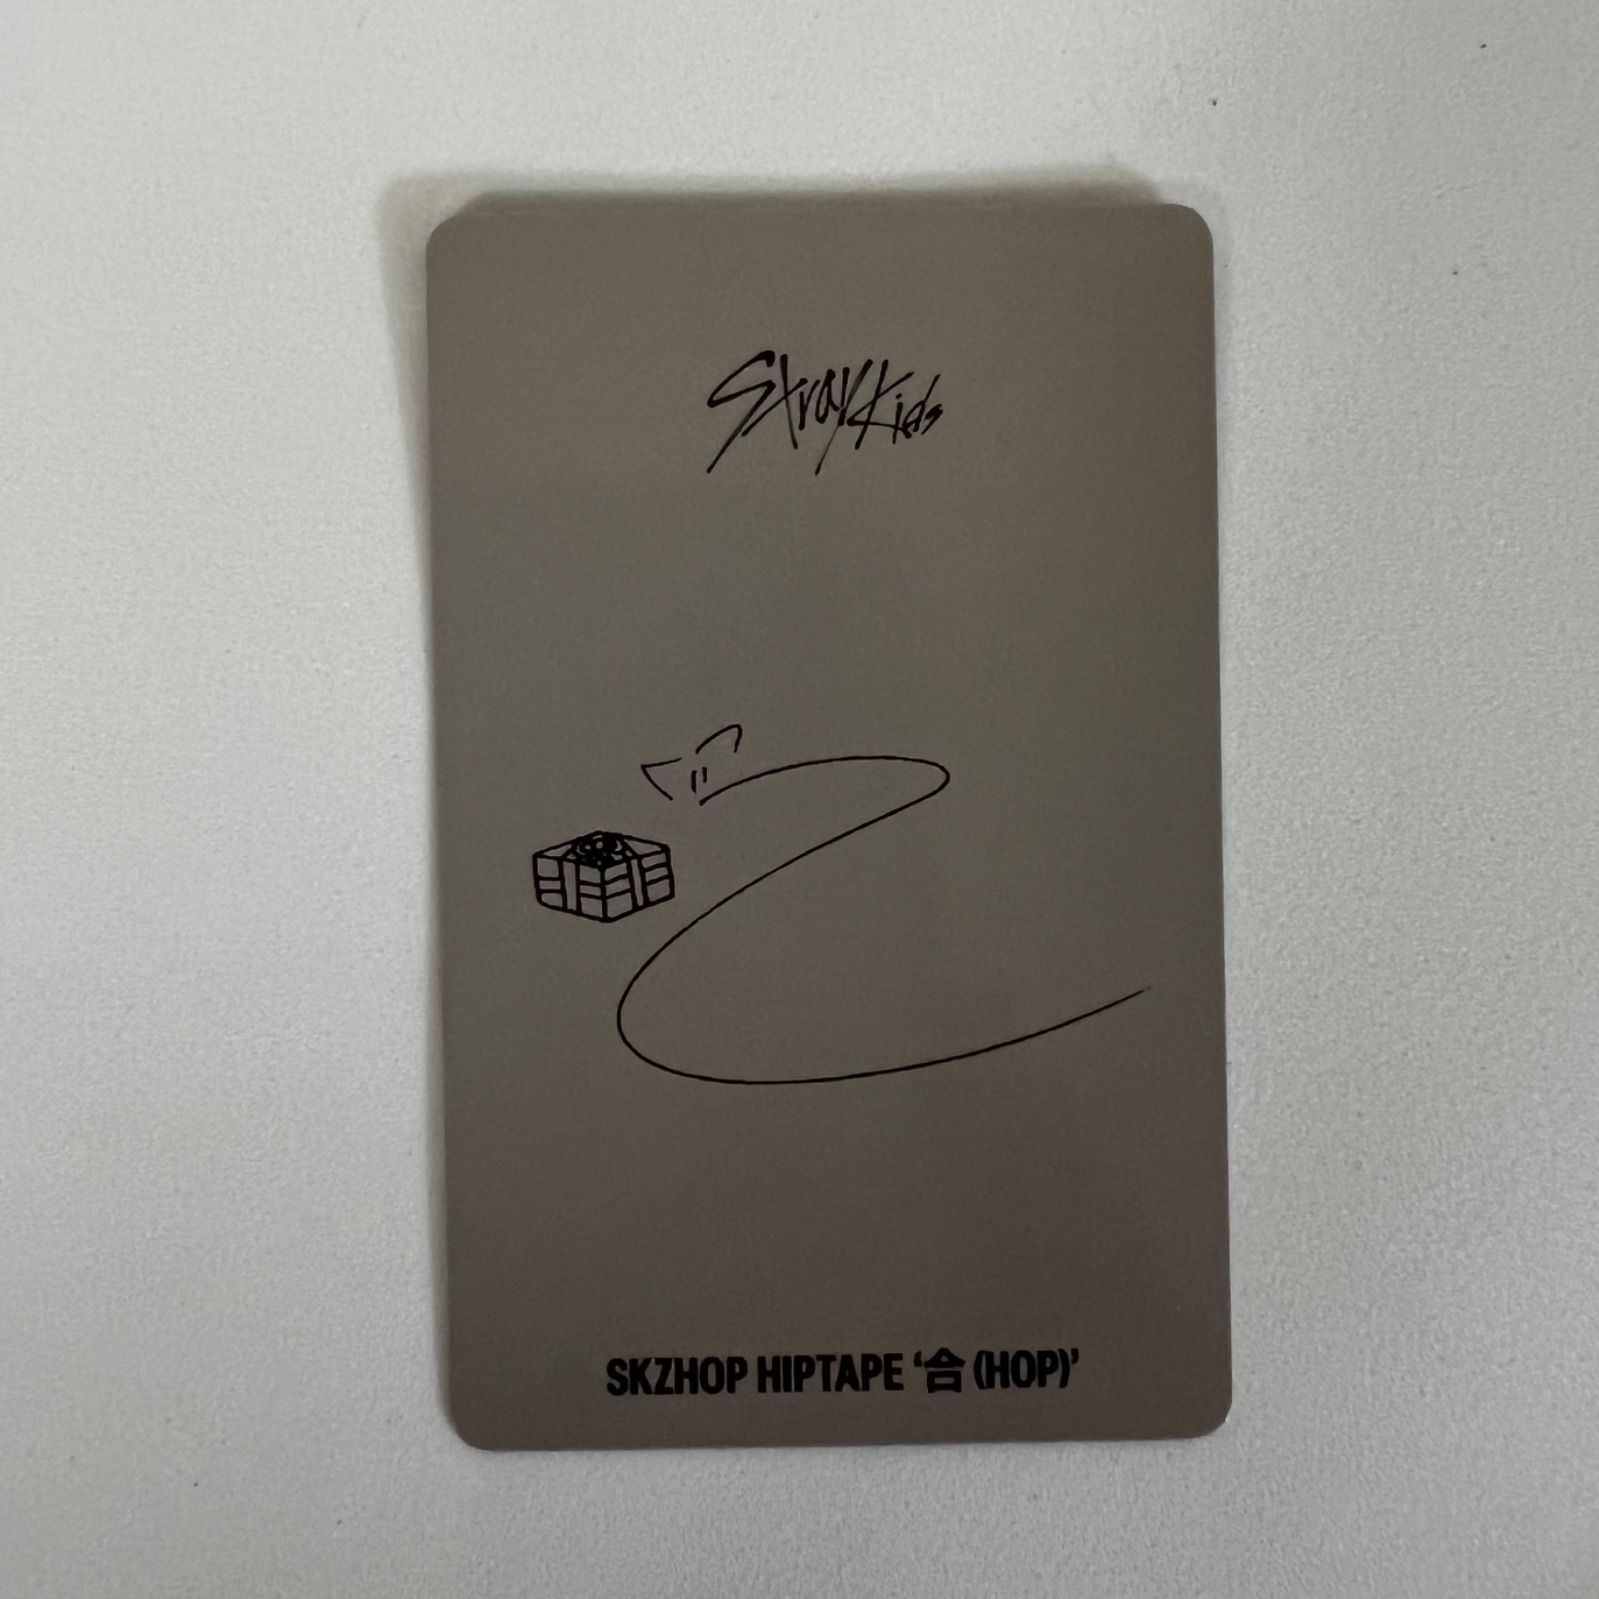 Stray Kids
SKZHOP HIPTAPE ‘合 (HOP)’